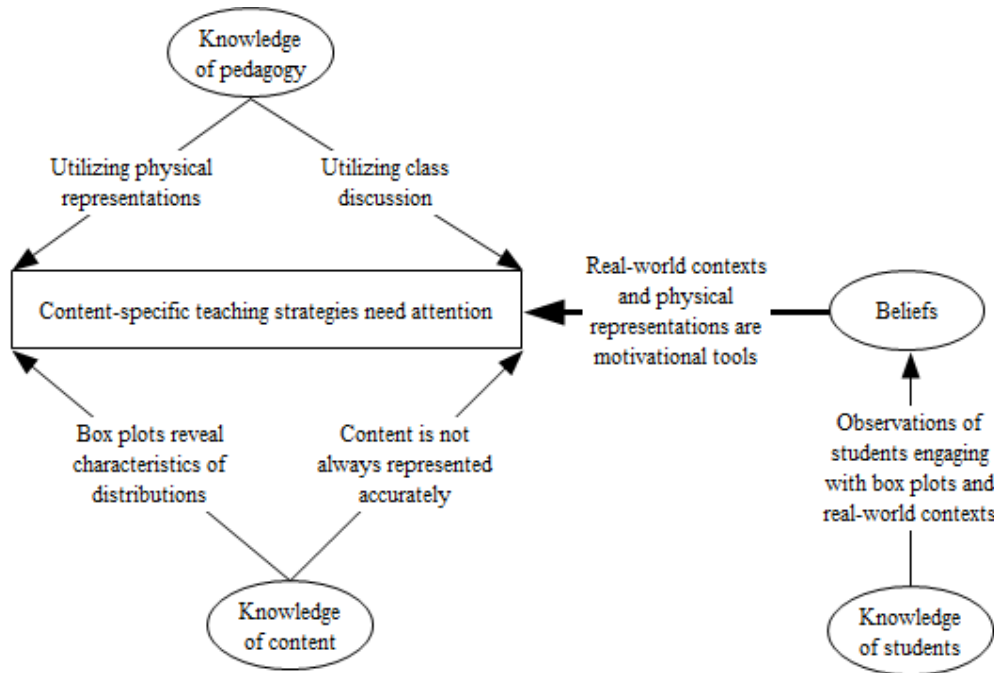 Knowledge
of pedagogy
Utilizing physical
representations
Utilizing class
discussion
Content-specific teaching strategies need attention
Real-world contexts
and physical
representations are
motivational tools
Beliefs
Box plots reveal
characteristics of
distributions
Content is not
always represented
accurately
Observations of
students engaging
with box plots and
real-world contexts
Knowledge
of content
Knowledge
of students